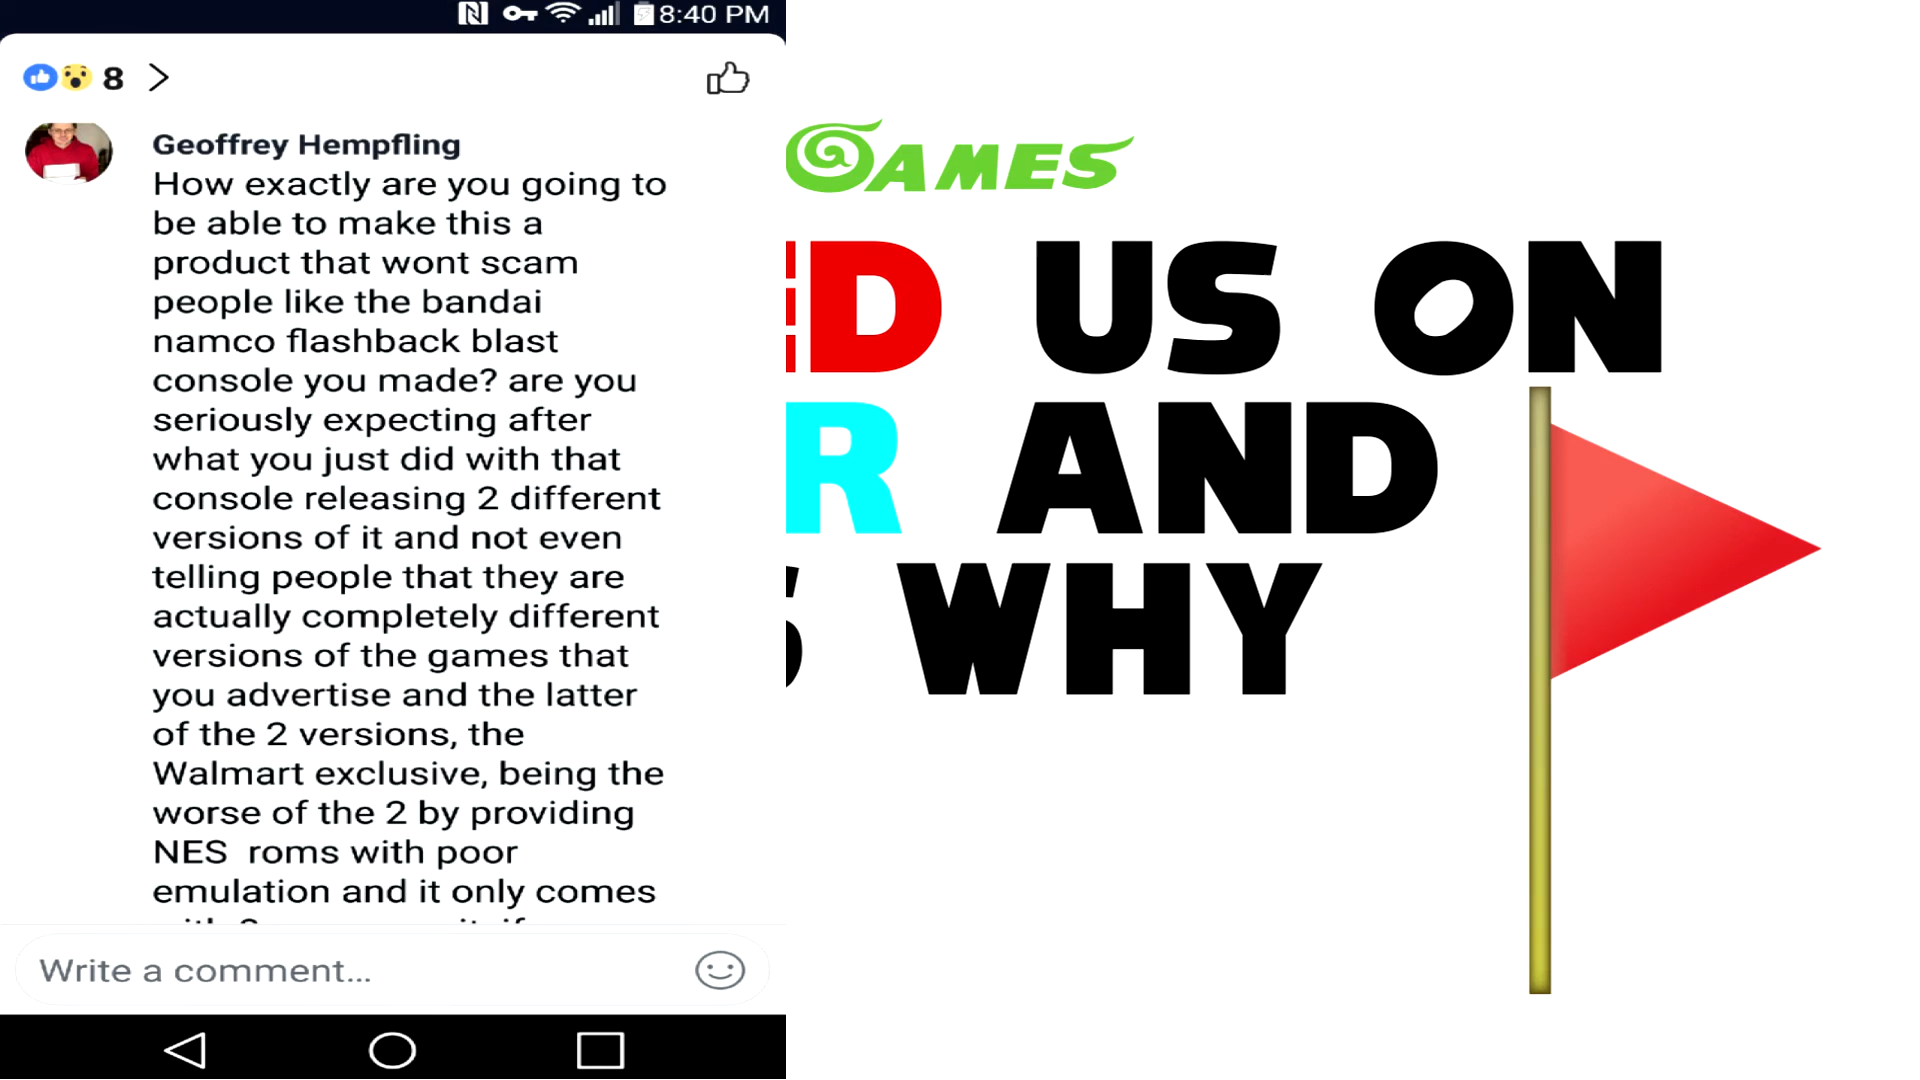 8:40 PM
8
Geoffrey Hempfling
How exactly are you going to
be able to make this a
product that wont scam
people like the bandai
namco flashback blast
console you made? are you
seriously expecting after
what you just did with that
console releasing 2 different
versions of it and not even
telling people that they are
actually completely different
versions of the games that
you advertise and the latter
of the 2 versions, the
Walmart exclusive, being the
worse of the 2 by providing
NES roms with poor
emulation and it only comes
Write a comment...
GAMES
ED US ON
R AND
S WHY